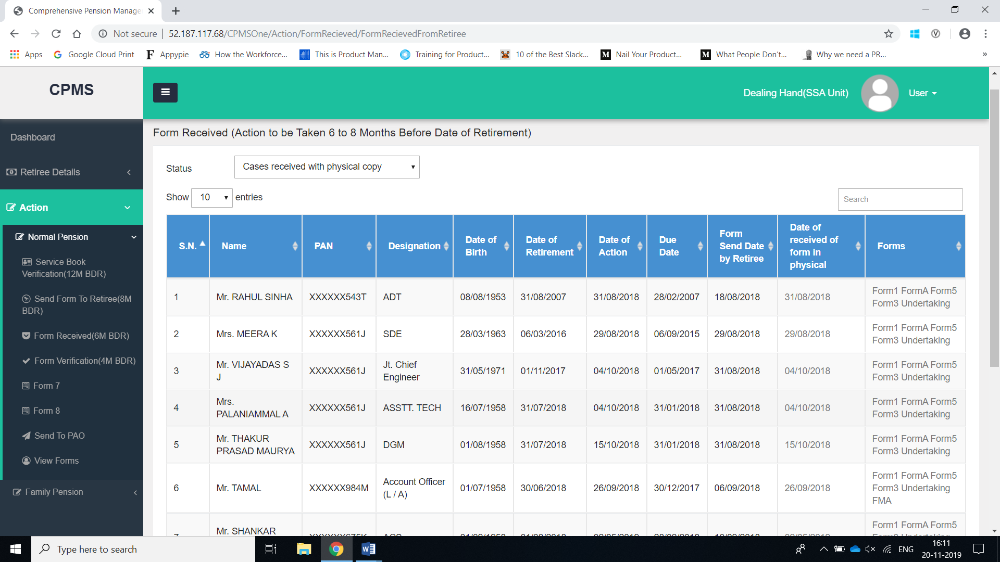 Comprehensive Pension Manage
Not secure | 52.187.117.68/CPMSOne/Action/FormRecieved/FormRecievedFromRetiree
Apps Google Cloud Print Appypie How the Workforce... This is Product Man... Training for Product... 10 of the Best Slack... Nail Your Product... What People Don't... Why we need a PR... »
CPMS
Dealing Hand(SSA Unit) User
Dashboard
Retiree Details
Action
Normal Pension
Service Book
Verification(12M BDR)
Send Form To Retiree(8M
BDR)
Form Received(6M BDR)
Form Verification(4M BDR)
Form 7
Form 8
Send To PAO
View Forms
Family Pension
Form Received (Action to be Taken 6 to 8 Months Before Date of Retirement)
Status Cases received with physical copy
Show 10 entries Search
S.N. Name PAN Designation Date of Birth Date of Retirement Date of Action Due Date Form Send Date by Retiree Date of received of form in physical Forms
1 Mr. RAHUL SINHA XXXXXX543T ADT 08/08/1953 31/08/2007 31/08/2018 28/02/2007 18/08/2018 31/08/2018 Form1 FormA Form5 Form3 Undertaking
2 Mrs. MEERA K XXXXXX561J SDE 28/03/1963 06/03/2016 29/08/2018 06/09/2015 29/08/2018 29/08/2018 Form1 FormA Form5 Form3 Undertaking
3 Mr. VIJAYADAS S J XXXXXX561J Jt. Chief Engineer 31/05/1971 01/11/2017 04/10/2018 01/05/2017 31/08/2018 04/10/2018 Form1 FormA Form5 Form3 Undertaking
4 Mrs. PALANIAMMAL A XXXXXX561J ASSTT. TECH 16/07/1958 31/07/2018 04/10/2018 31/01/2018 31/08/2018 04/10/2018 Form1 FormA Form5 Form3 Undertaking
5 Mr. THAKUR PRASAD MAURYA XXXXXX561J DGM 01/08/1958 31/07/2018 15/10/2018 31/01/2018 31/08/2018 15/10/2018 Form1 FormA Form5 Form3 Undertaking
6 Mr. TAMAL XXXXXX984M Account Officer (L / A) 01/07/1958 30/06/2018 26/09/2018 30/12/2017 06/09/2018 26/09/2018 Form1 FormA Form5 Form3 Undertaking FMA
Mr. SHANKAR Form1 FormA Form5
Type here to search
V
ENG
16:11
20-11-2019